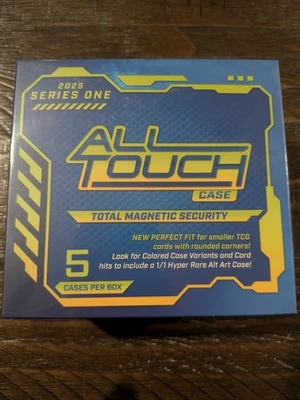 2025
SERIES ONE
ALL
TOUCH
CASE
TOTAL MAGNETIC SECURITY
NEW PERFECT FIT for smaller TCG
cards with rounded corners!
Look for Colored Case Variants and Card
hits to include a 1/1 Hyper Rare Alt Art Case!
5
CASES PER BOX